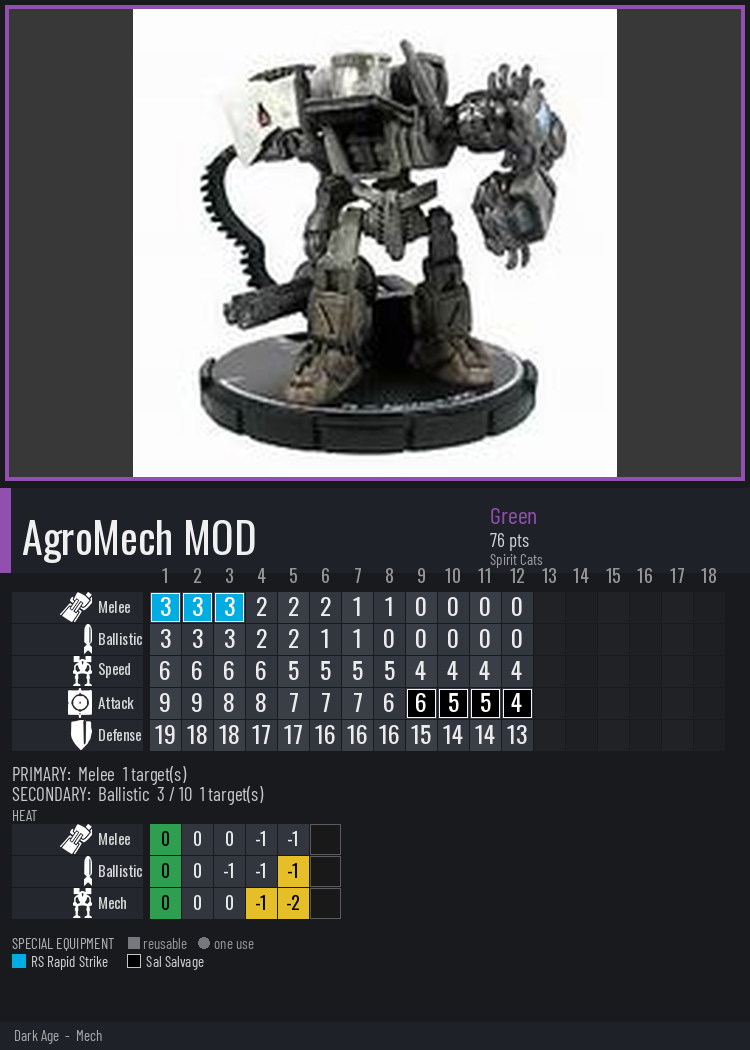 AgroMech MOD
Green
76 pts
Spirit Cats
1 2 3 4 5 6 7 8 9 10 11 12 13 14 15 16 17 18
Melee 3 3 3 2 2 2 1 1 0 0 0 0
Ballistic 3 3 3 2 2 1 1 0 0 0 0 0
Speed 6 6 6 6 5 5 5 5 4 4 4 4
Attack 9 9 8 8 7 7 7 6 6 5 5 4
Defense 19 18 18 17 17 16 16 16 15 14 14 13
PRIMARY: Melee 1 target(s)
SECONDARY: Ballistic 3 / 10 1 target(s)
HEAT
Melee 0 0 0 -1 -1
Ballistic 0 0 -1 -1 -1
Mech 0 0 0 -1 -2
SPECIAL EQUIPMENT reusable one use
RS Rapid Strike Sal Salvage
Dark Age - Mech